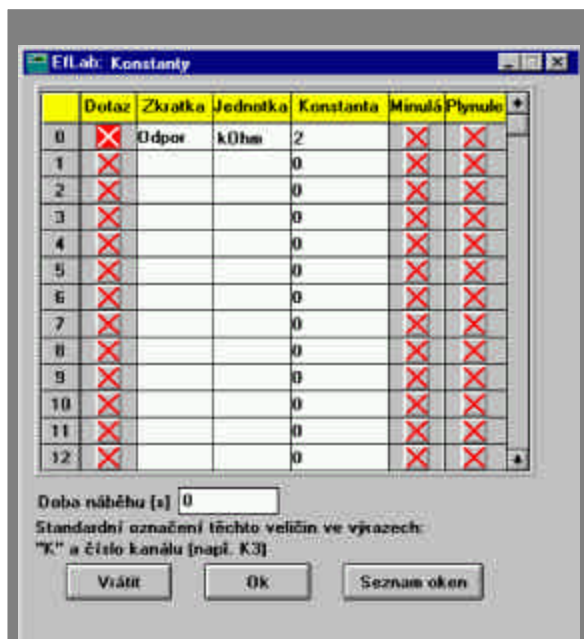 EfLab: Konstanty
Dotaz Zkratka Jednotka Konstanta Minulá Plynule
0 Odpor kOhm 2
1 0
2 0
3 0
4 0
5 0
6 0
7 0
8 0
9 0
10 0
11 0
12 0
Doba náběhu [s] 0
Standardní označení těchto veličin ve výrazech:
"K" a číslo kanálu (např. K3)
Vrátit Ok Seznam oken